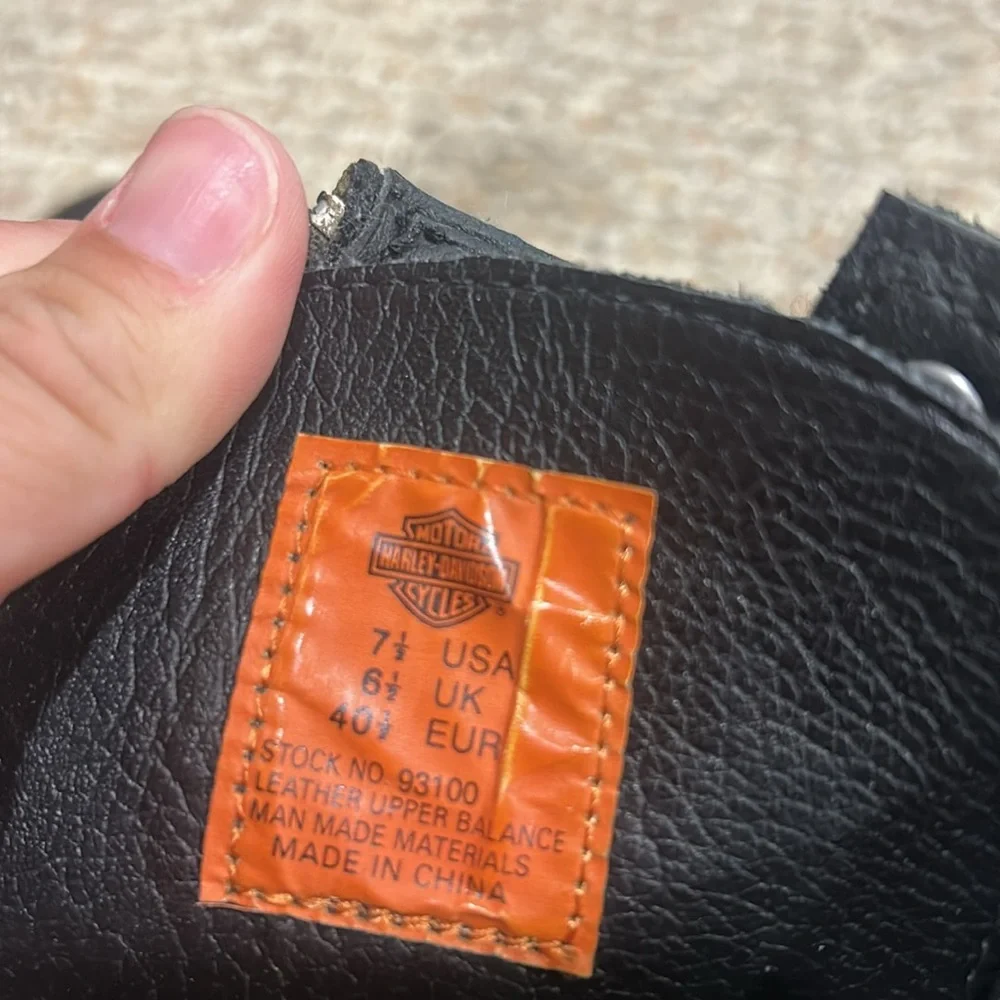 MOTOR
HARLEY-DAVIDSON
CYCLES
7½ USA
6½ UK
40½ EUR
STOCK NO. 93100
LEATHER UPPER BALANCE
MAN MADE MATERIALS
MADE IN CHINA